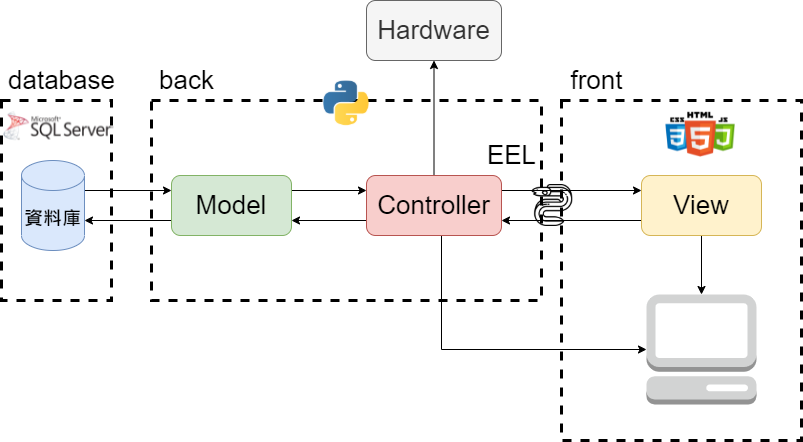 Hardware
database
back
front
Microsoft
SQL Server
CSS
HTML
JS
EEL
資料庫
Model
Controller
View